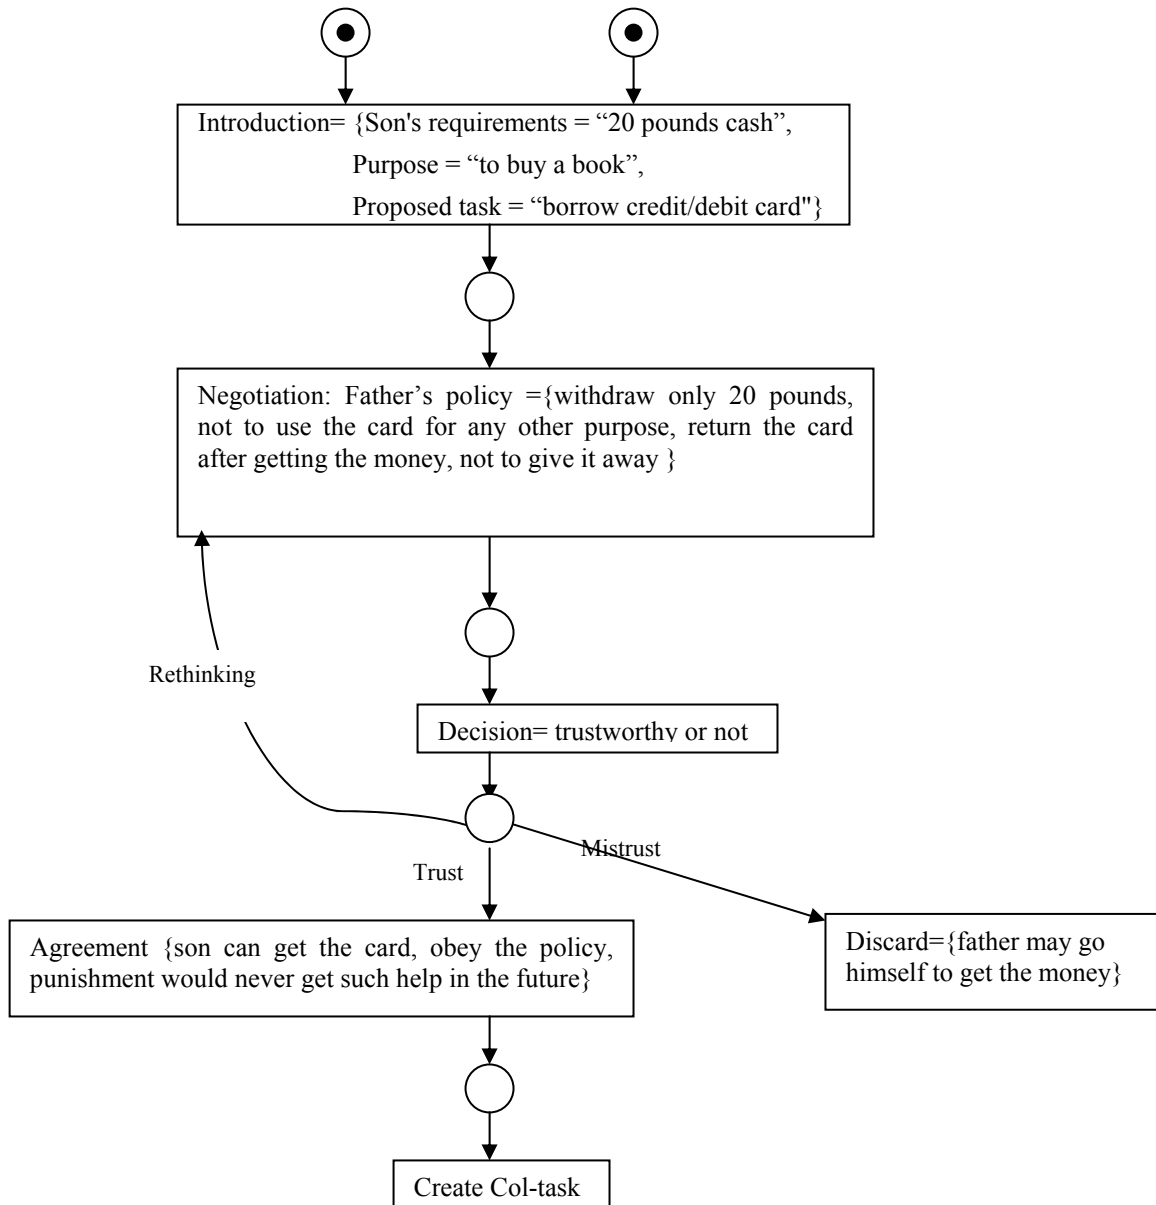 Introduction= {Son's requirements = “20 pounds cash”,
Purpose = “to buy a book”,
Proposed task = “borrow credit/debit card"}
Negotiation: Father’s policy ={withdraw only 20 pounds,
not to use the card for any other purpose, return the card
after getting the money, not to give it away }
Rethinking
Decision= trustworthy or not
Mistrust
Trust
Agreement {son can get the card, obey the policy,
punishment would never get such help in the future}
Discard={father may go
himself to get the money}
Create Col-task